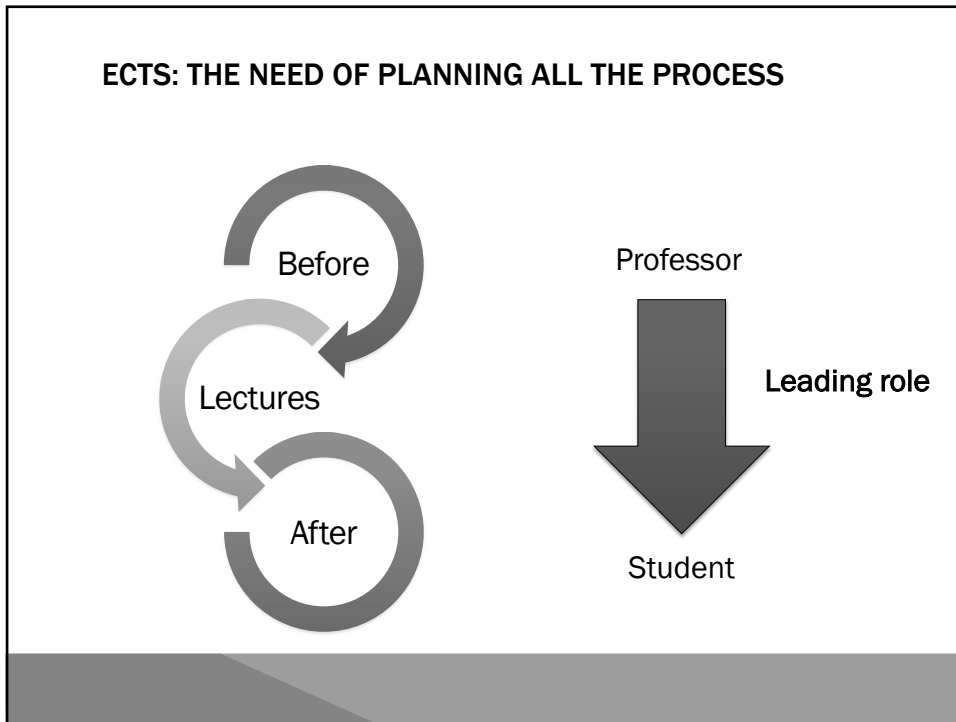 ECTS: THE NEED OF PLANNING ALL THE PROCESS
Before
Lectures
After
Professor
Leading role
Student